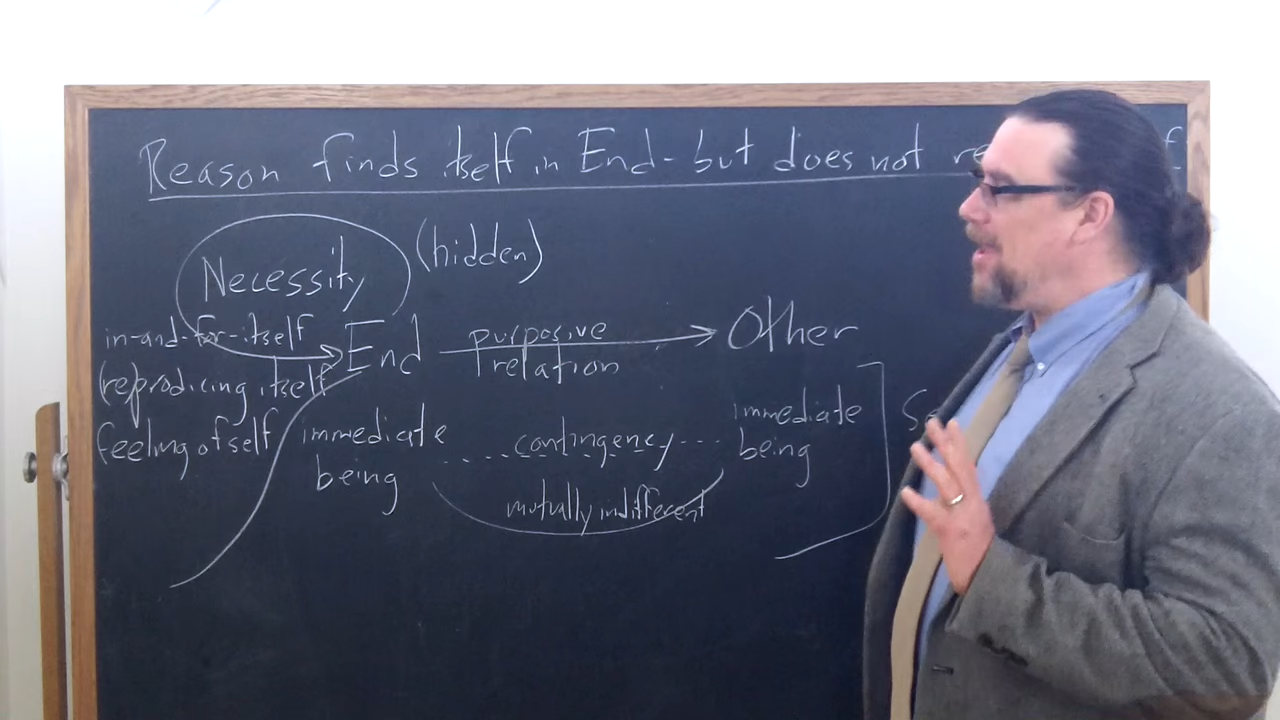 Reason finds itself in End - but does not
Necessity (hidden)
in-and-for-itself
End purposive relation Other
(re)producing itself
feeling of self
immediate being
contingency
immediate being
mutually indifferent